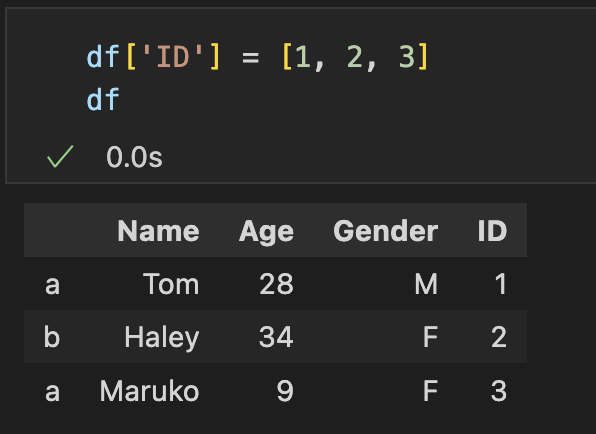 df['ID'] = [1, 2, 3]
df
✓ 0.0s
Name Age Gender ID
a Tom 28 M 1
b Haley 34 F 2
a Maruko 9 F 3